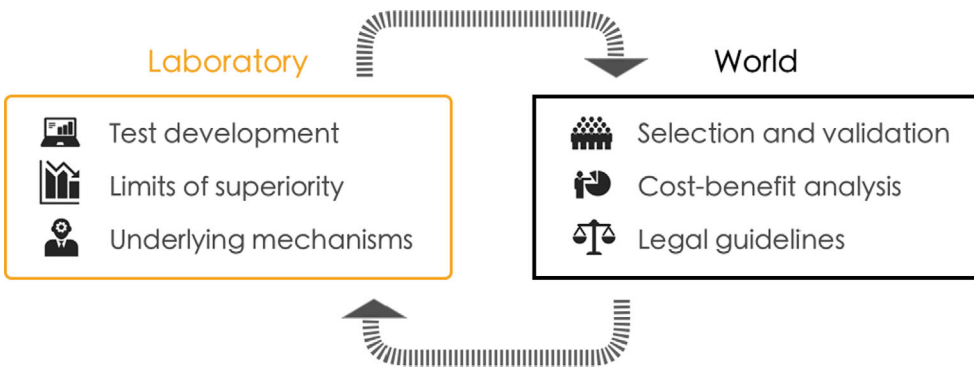 Laboratory
World
Test development
Limits of superiority
Underlying mechanisms
Selection and validation
Cost-benefit analysis
Legal guidelines